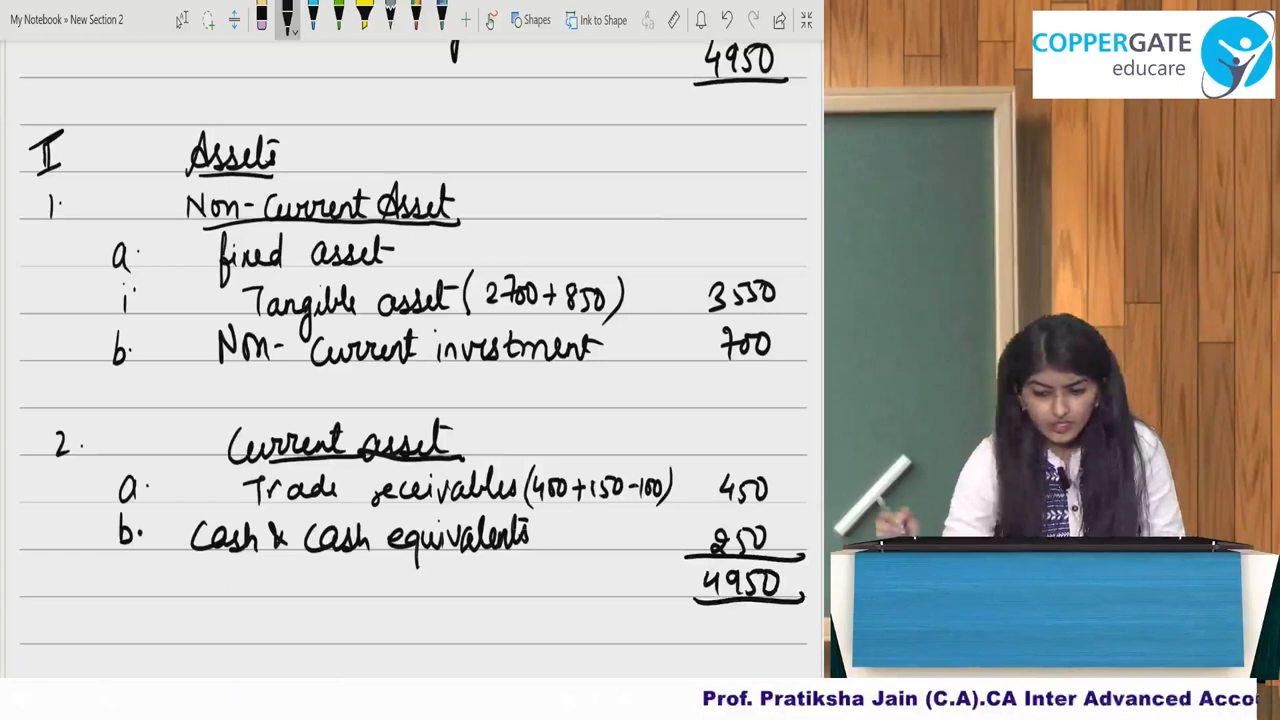 My Notebook » New Section 2
Shapes
Ink to Shape
COPPERGATE
educare
4950
II Assets
1. Non-Current Asset
a. fixed asset
i Tangible asset (2700+850) 3550
b. Non-Current investment 700
2. Current asset
a. Trade receivables (400+150-100) 450
b. Cash & Cash equivalents 250
4950
Prof. Pratiksha Jain (C.A).CA Inter Advanced Acco